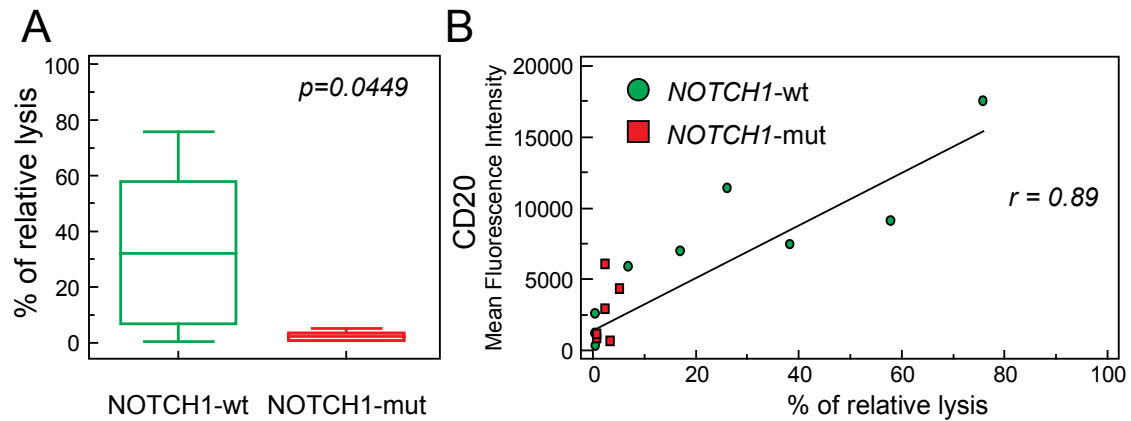 A
% of relative lysis
100
80
60
40
20
0
p=0.0449
NOTCH1-wt NOTCH1-mut
B
CD20
Mean Fluorescence Intensity
20000
15000
10000
5000
0
NOTCH1-wt
NOTCH1-mut
r = 0.89
0 20 40 60 80 100
% of relative lysis